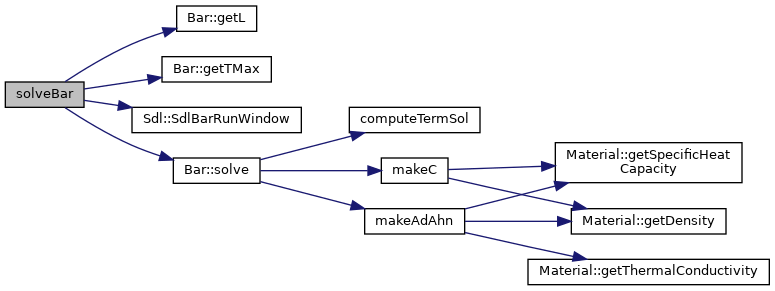 Bar::getL
Bar::getTMax
solveBar
Sdl::SdlBarRunWindow
computeTermSol
Bar::solve
makeC
makeAdAhn
Material::getSpecificHeat
Capacity
Material::getDensity
Material::getThermalConductivity